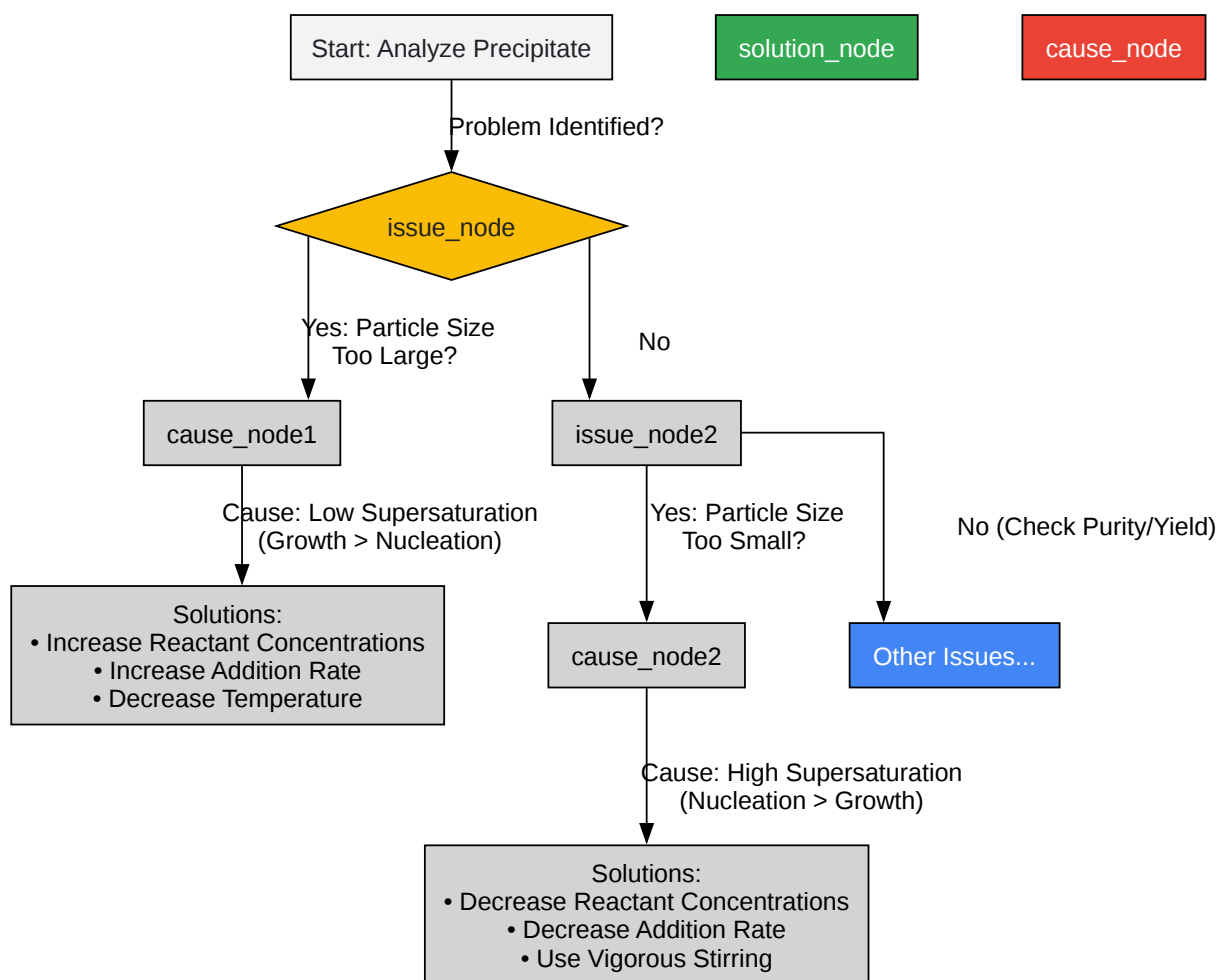 Start: Analyze Precipitate
solution_node
cause_node
Problem Identified?
issue_node
Yes: Particle Size
Too Large?
No
cause_node1
issue_node2
Cause: Low Supersaturation
(Growth > Nucleation)
Yes: Particle Size
Too Small?
No (Check Purity/Yield)
Solutions:
• Increase Reactant Concentrations
• Increase Addition Rate
• Decrease Temperature
cause_node2
Other Issues...
Cause: High Supersaturation
(Nucleation > Growth)
Solutions:
• Decrease Reactant Concentrations
• Decrease Addition Rate
• Use Vigorous Stirring